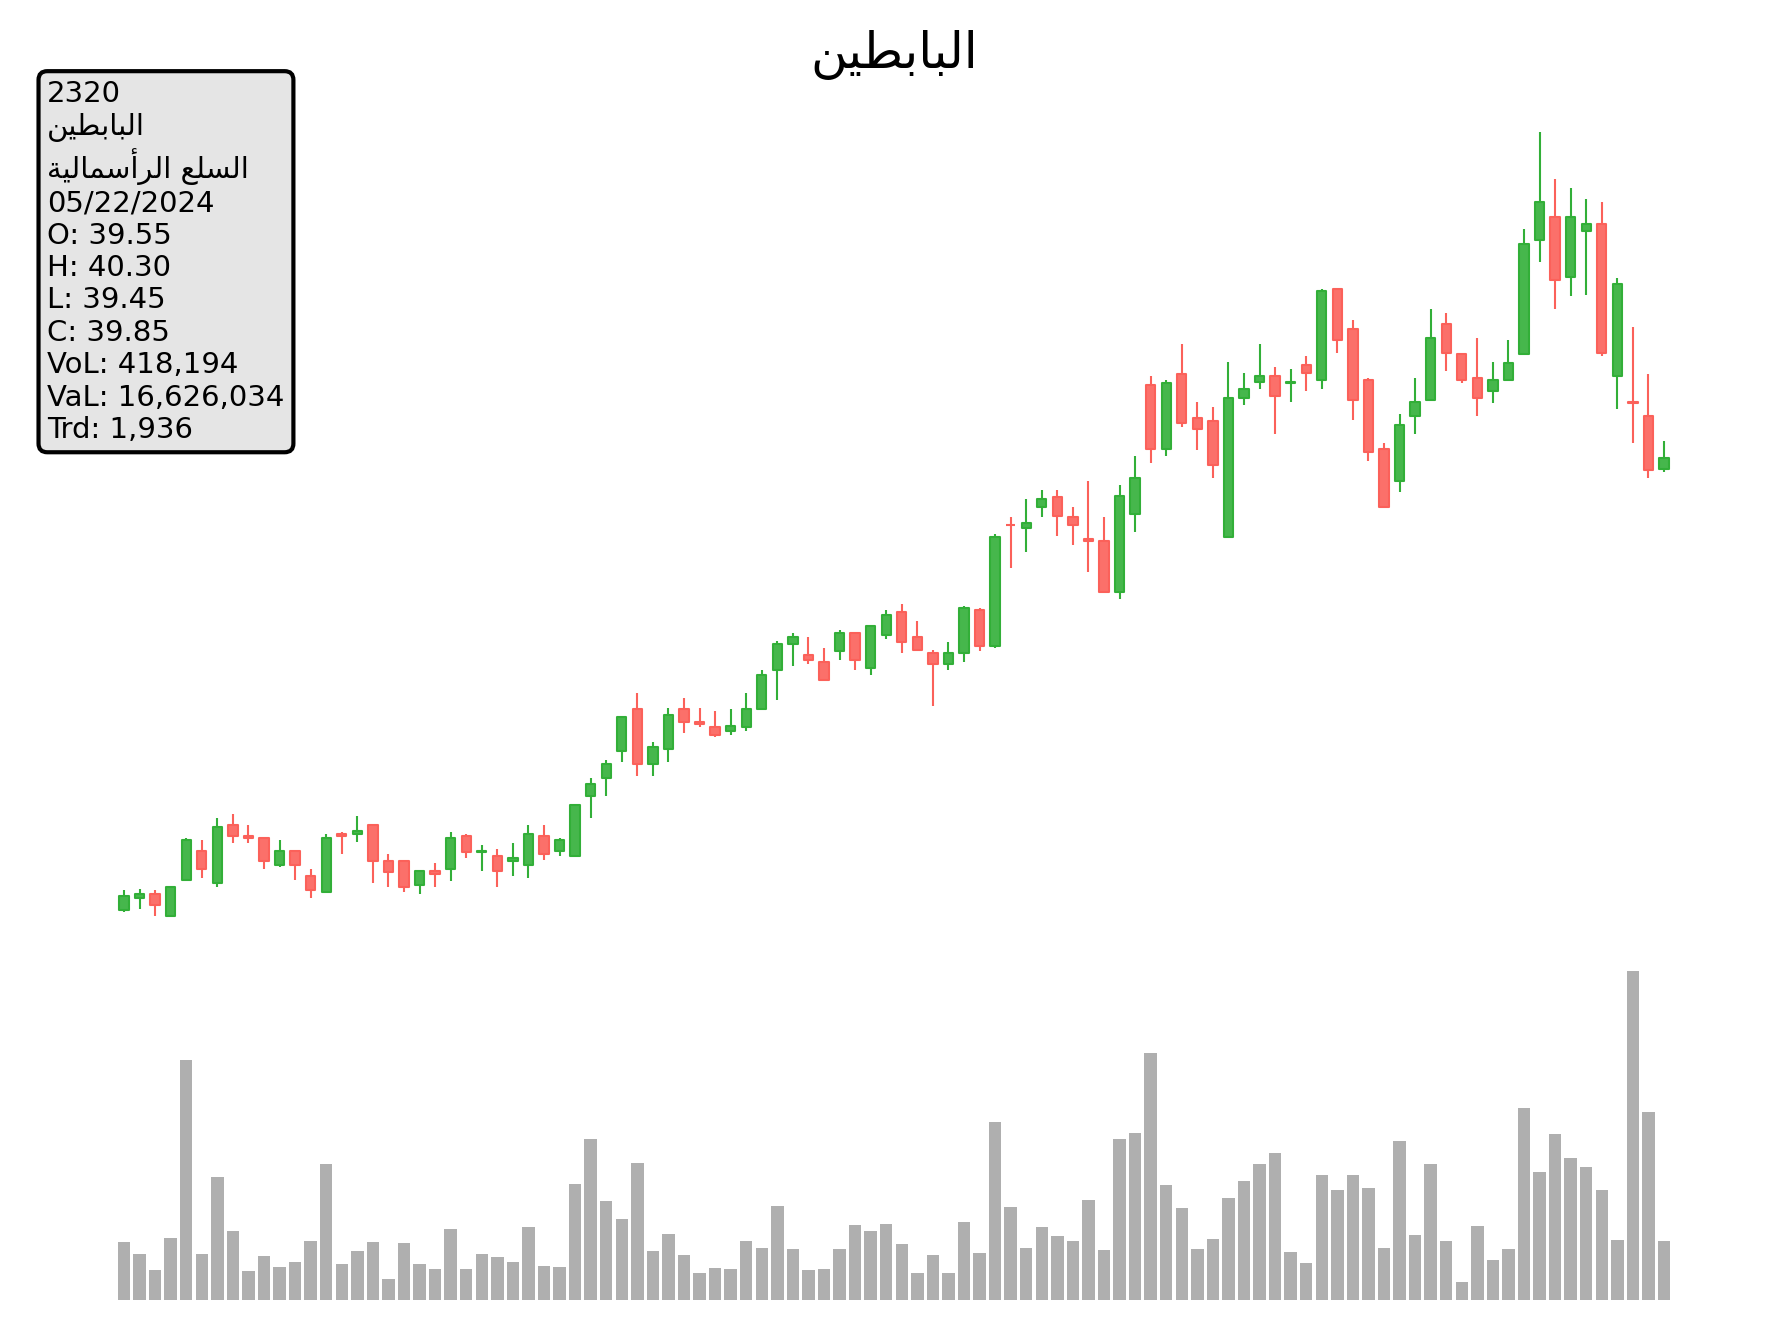 البابطين
2320
البابطين
السلع الرأسمالية
05/22/2024
O: 39.55
H: 40.30
L: 39.45
C: 39.85
VoL: 418,194
VaL: 16,626,034
Trd: 1,936